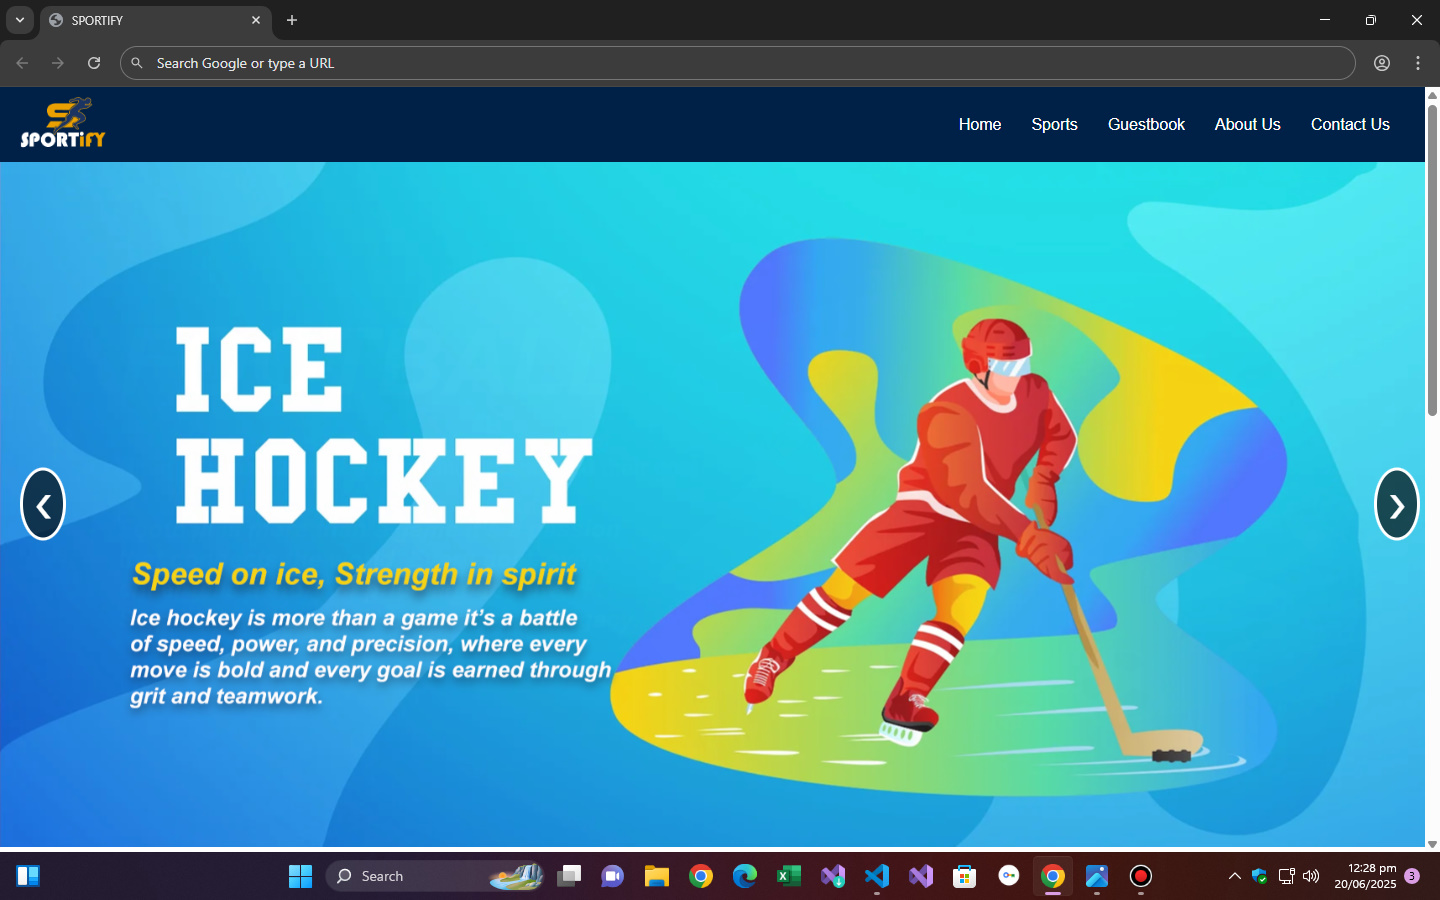 SPORTIFY
Search Google or type a URL
SPORTiFY
Home Sports Guestbook About Us Contact Us
ICE
HOCKEY
Speed on ice, Strength in spirit
Ice hockey is more than a game it’s a battle
of speed, power, and precision, where every
move is bold and every goal is earned through
grit and teamwork.
Search
12:28 pm
20/06/2025
3